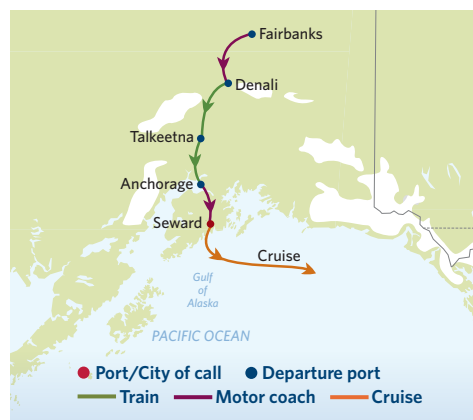 Fairbanks
Denali
Talkeetna
Anchorage
Seward
Cruise
Gulf
of
Alaska
PACIFIC OCEAN
Port/City of call Departure port
Train Motor coach Cruise